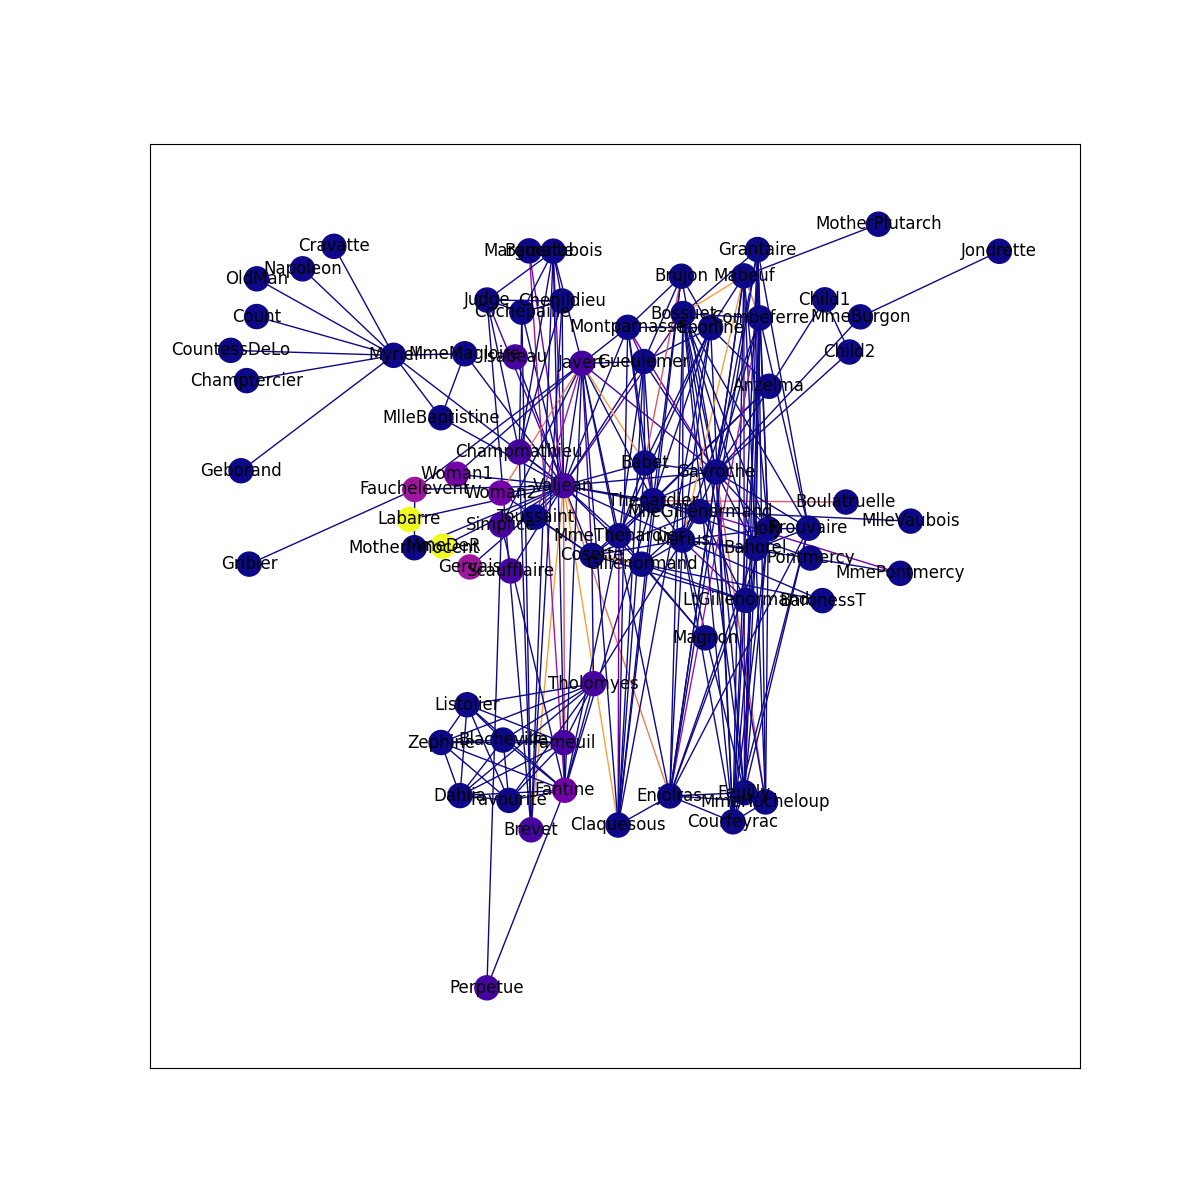 MotherPlutarch
Cravatte
Grantaire
Jondrette
Napoleon
OldMan
Brujon
Mabeuf
Judge
Chenildieu
Child1
Cochepaille
Bossuet
Combeferre
MmeBurgon
Count
Montparnasse
Eponine
CountessDeLo
Myriel
MmeMagloire
Isabeau
Javert
Gueulemer
Child2
Champtercier
Anzelma
MlleBaptistine
Champmathieu
Geborand
Woman1
Babet
Gavroche
Fauchelevent
Woman2
Valjean
Thenardier
Boulatruelle
MlleGillenormand
Labarre
Simplice
Toussaint
MlleVaubois
Joly
Prouvaire
MmeThenardier
Marius
MotherInnocent
MmeDeR
Cosette
Bahorel
Pontmercy
Gribier
Gervais
Scaufflaire
Gillenormand
MmePontmercy
LtGillenormand
BaronessT
Magnon
Tholomyes
Listolier
Zephine
Blacheville
Fameuil
Dahlia
Favourite
Fantine
Enjolras
Feuilly
MmeHucheloup
Brevet
Claquesous
Courfeyrac
Perpetue